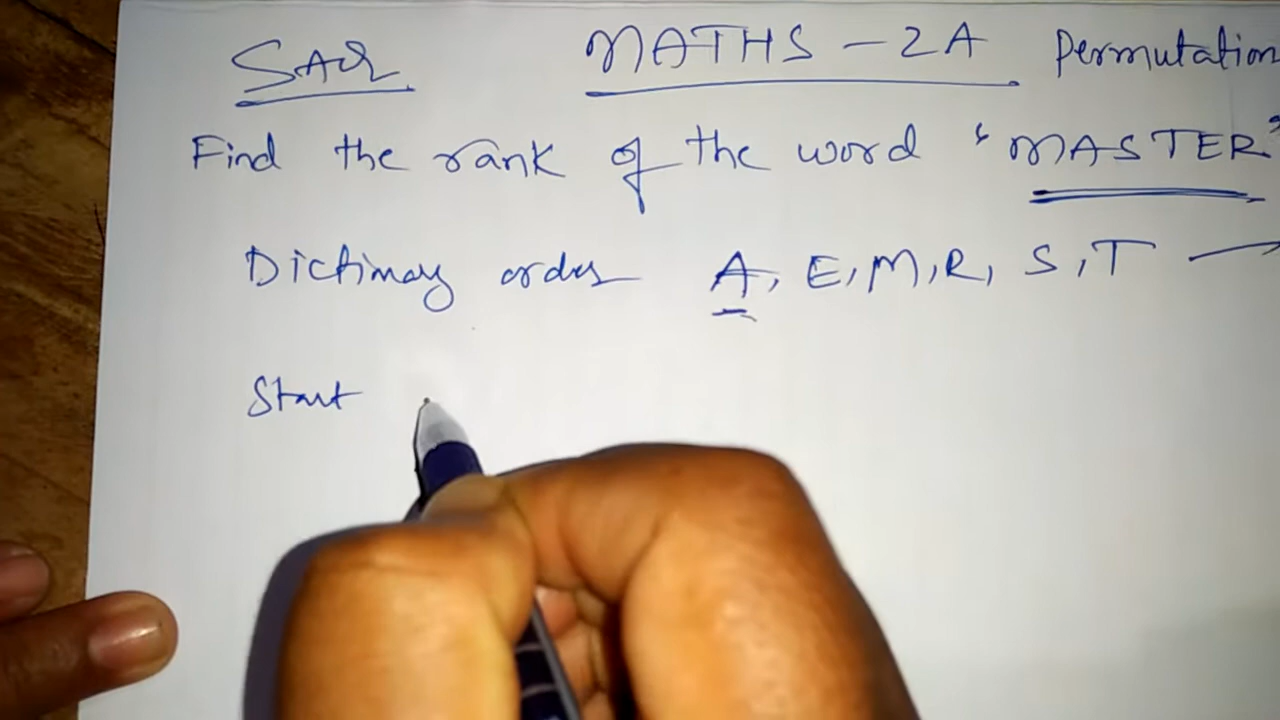 SAQ MATHS - 2A Permutation
Find the rank of the word "MASTER"
Dictionary order A, E, M, R, S, T →
Start